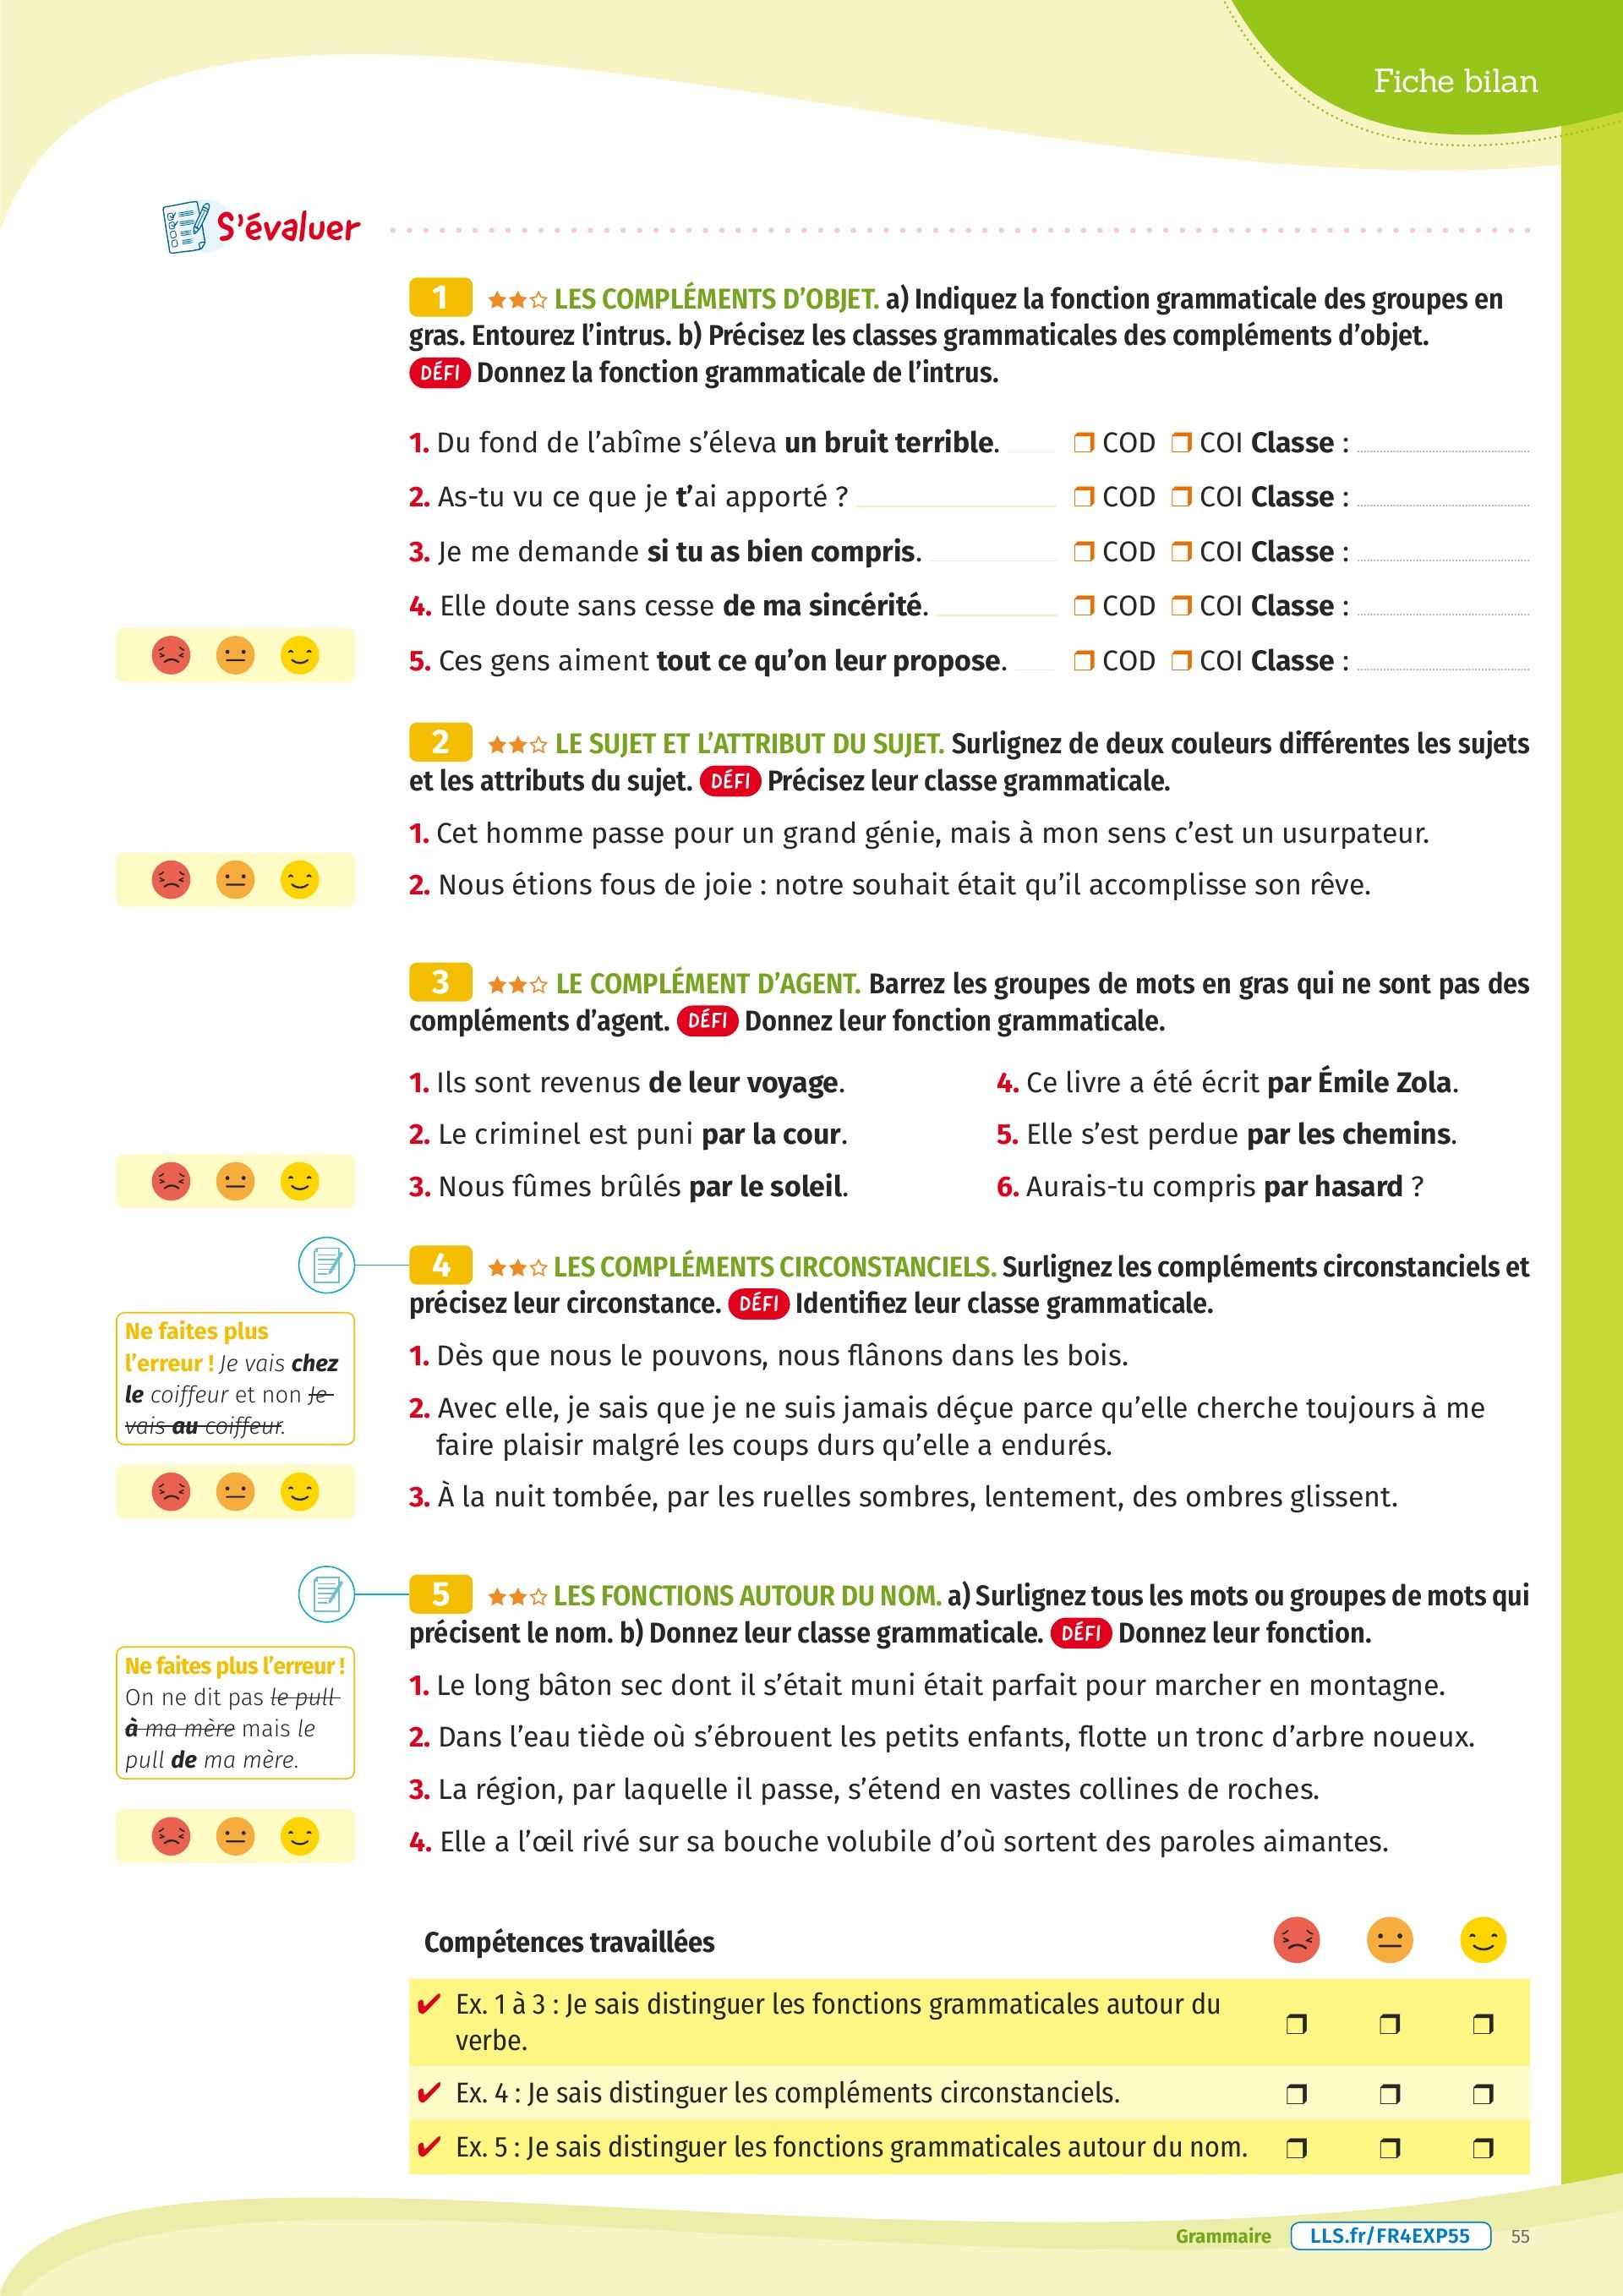 Fiche bilan
S'évaluer
1 ★★☆ LES COMPLÉMENTS D'OBJET. a) Indiquez la fonction grammaticale des groupes en
gras. Entourez l'intrus. b) Précisez les classes grammaticales des compléments d'objet.
DÉFI Donnez la fonction grammaticale de l'intrus.
1. Du fond de l'abîme s'éleva un bruit terrible. ❒ COD ❒ COI Classe :
2. As-tu vu ce que je t'ai apporté ? ❒ COD ❒ COI Classe :
3. Je me demande si tu as bien compris. ❒ COD ❒ COI Classe :
4. Elle doute sans cesse de ma sincérité. ❒ COD ❒ COI Classe :
5. Ces gens aiment tout ce qu'on leur propose. ❒ COD ❒ COI Classe :
2 ★★☆ LE SUJET ET L'ATTRIBUT DU SUJET. Surlignez de deux couleurs différentes les sujets
et les attributs du sujet. DÉFI Précisez leur classe grammaticale.
1. Cet homme passe pour un grand génie, mais à mon sens c'est un usurpateur.
2. Nous étions fous de joie : notre souhait était qu'il accomplisse son rêve.
3 ★★☆ LE COMPLÉMENT D'AGENT. Barrez les groupes de mots en gras qui ne sont pas des
compléments d'agent. DÉFI Donnez leur fonction grammaticale.
1. Ils sont revenus de leur voyage.
2. Le criminel est puni par la cour.
3. Nous fûmes brûlés par le soleil.
4. Ce livre a été écrit par Émile Zola.
5. Elle s'est perdue par les chemins.
6. Aurais-tu compris par hasard ?
4 ★★☆ LES COMPLÉMENTS CIRCONSTANCIELS. Surlignez les compléments circonstanciels et
précisez leur circonstance. DÉFI Identifiez leur classe grammaticale.
Ne faites plus
l'erreur ! Je vais chez
le coiffeur et non Je
vais au coiffeur.
1. Dès que nous le pouvons, nous flânons dans les bois.
2. Avec elle, je sais que je ne suis jamais déçue parce qu'elle cherche toujours à me
faire plaisir malgré les coups durs qu'elle a endurés.
3. À la nuit tombée, par les ruelles sombres, lentement, des ombres glissent.
5 ★★☆ LES FONCTIONS AUTOUR DU NOM. a) Surlignez tous les mots ou groupes de mots qui
précisent le nom. b) Donnez leur classe grammaticale. DÉFI Donnez leur fonction.
Ne faites plus l'erreur !
On ne dit pas le pull
à ma mère mais le
pull de ma mère.
1. Le long bâton sec dont il s'était muni était parfait pour marcher en montagne.
2. Dans l'eau tiède où s'ébrouent les petits enfants, flotte un tronc d'arbre noueux.
3. La région, par laquelle il passe, s'étend en vastes collines de roches.
4. Elle a l'œil rivé sur sa bouche volubile d'où sortent des paroles aimantes.
Compétences travaillées
✔ Ex. 1 à 3 : Je sais distinguer les fonctions grammaticales autour du
verbe. ❒ ❒ ❒
✔ Ex. 4 : Je sais distinguer les compléments circonstanciels. ❒ ❒ ❒
✔ Ex. 5 : Je sais distinguer les fonctions grammaticales autour du nom. ❒ ❒ ❒
Grammaire LLS.fr/FR4EXP55 55